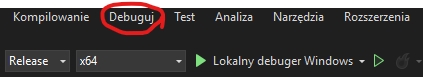 Kompilowanie Debuguj Test Analiza Narzędzia Rozszerzenia
Release x64 Lokalny debuger Windows